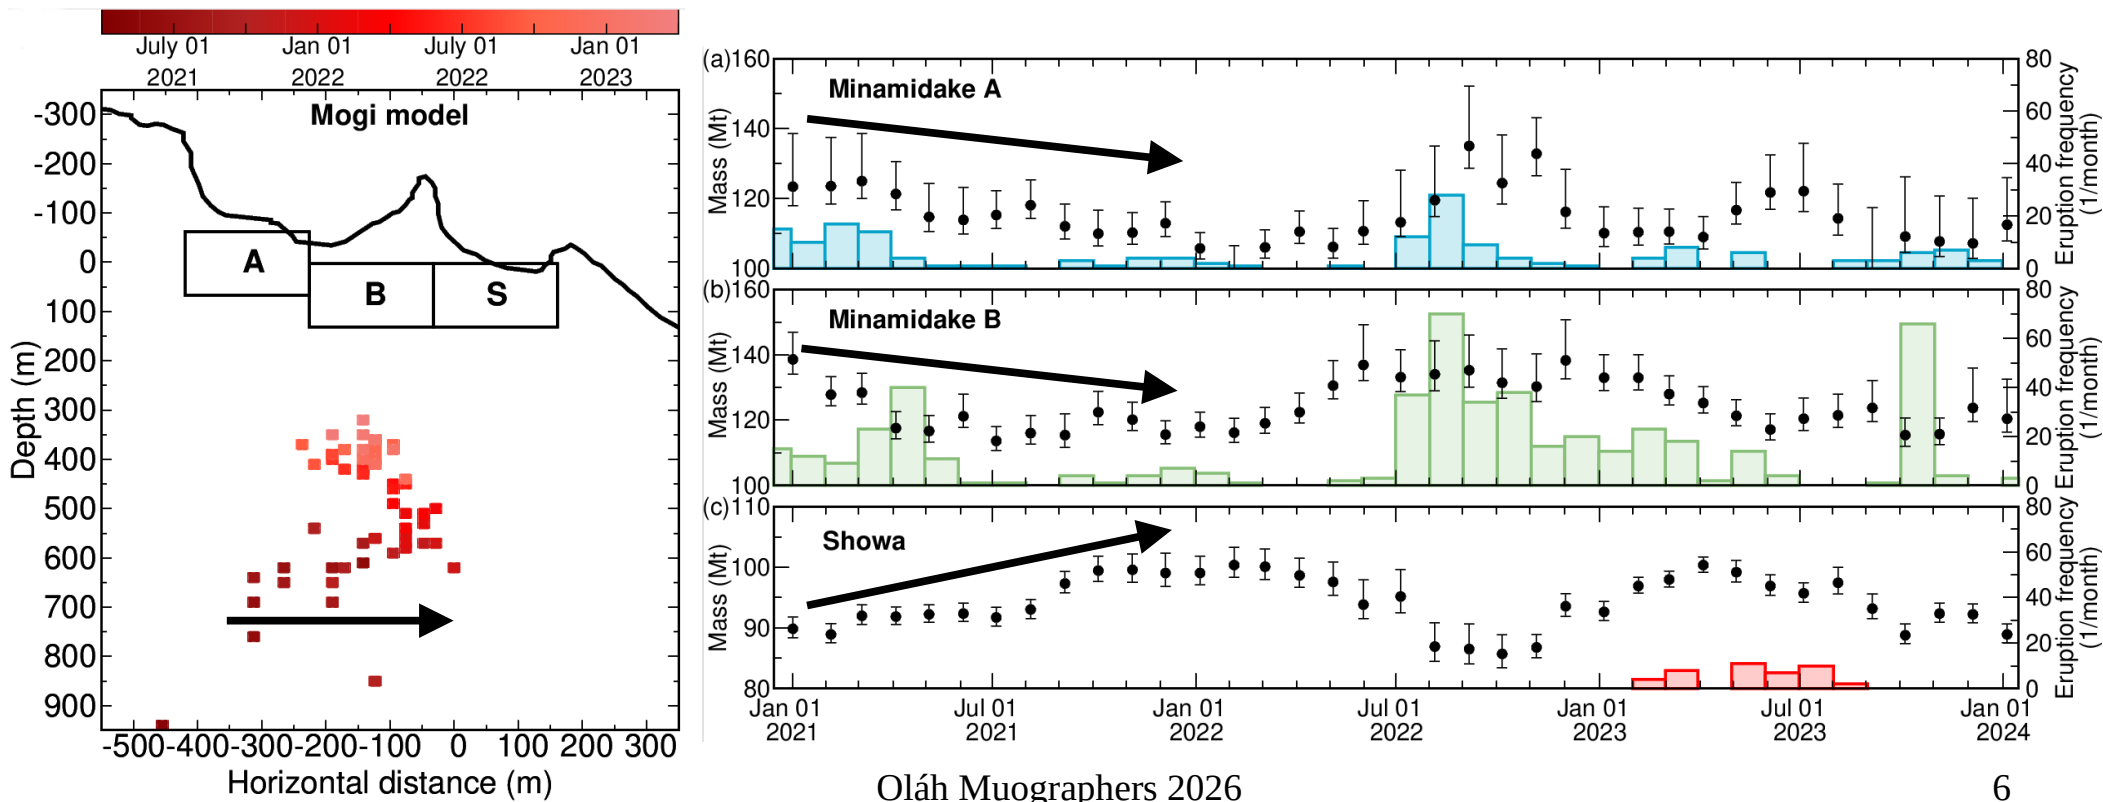 July 01 Jan 01 July 01 Jan 01
2021 2022 2022 2023
Mogi model
-300
-200
-100
0
100
200
300
400
500
600
700
800
900
Depth (m)
A
B
S
-500 -400 -300 -200 -100 0 100 200 300
Horizontal distance (m)
(a)
Minamidake A
160
140
120
100
Mass (Mt)
80
60
40
20
0
Eruption frequency
(1/month)
(b)
Minamidake B
160
140
120
100
Mass (Mt)
80
60
40
20
0
Eruption frequency
(1/month)
(c)
Showa
110
100
90
80
Mass (Mt)
80
60
40
20
0
Eruption frequency
(1/month)
Jan 01 Jul 01 Jan 01 Jul 01 Jan 01 Jul 01 Jan 01
2021 2021 2022 2022 2023 2023 2024
Oláh Muographers 2026
6